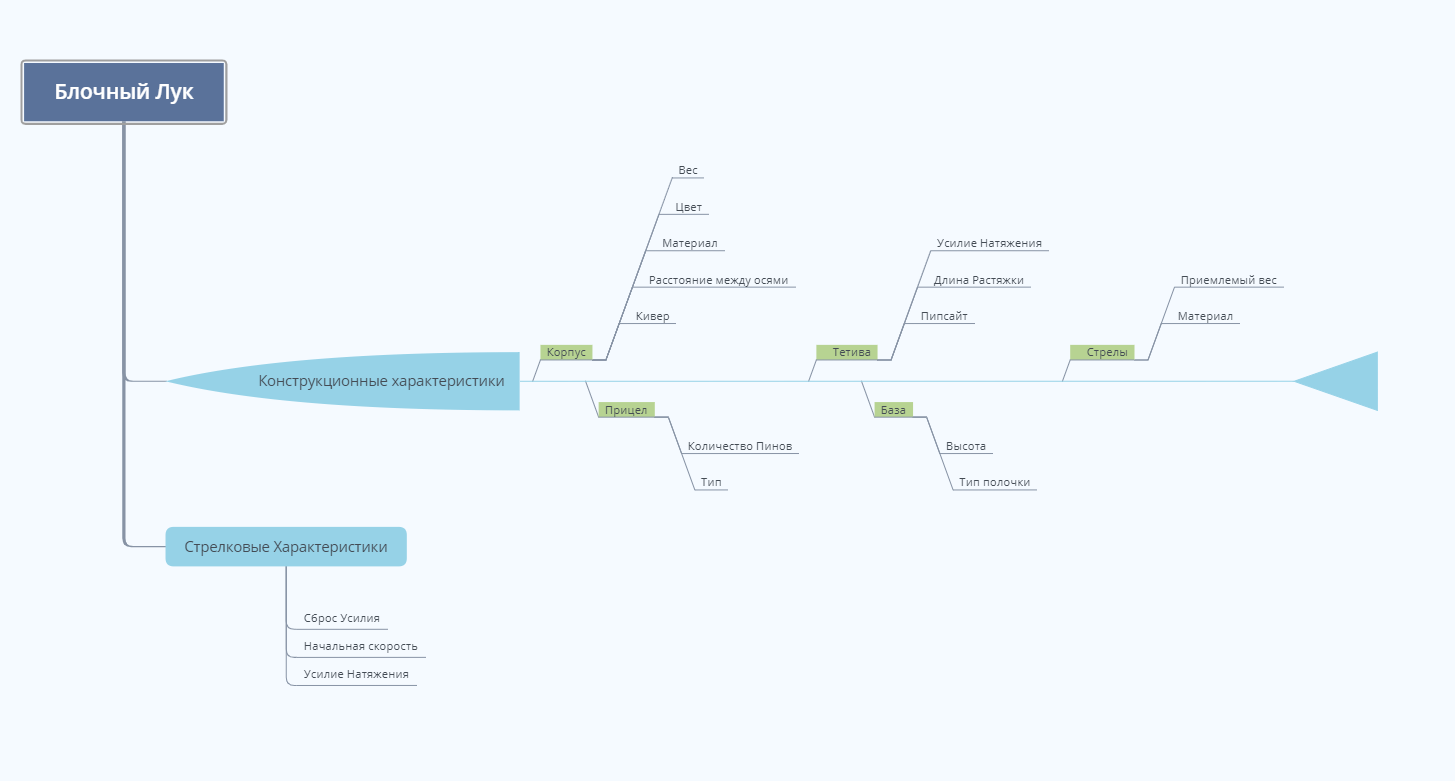 Блочный Лук
Конструкционные характеристики
Корпус
Вес
Цвет
Материал
Расстояние между осями
Кивер
Прицел
Количество Пинов
Тип
Тетива
Усилие Натяжения
Длина Растяжки
Пипсайт
База
Высота
Тип полочки
Стрелы
Приемлемый вес
Материал
Стрелковые Характеристики
Сброс Усилия
Начальная скорость
Усилие Натяжения